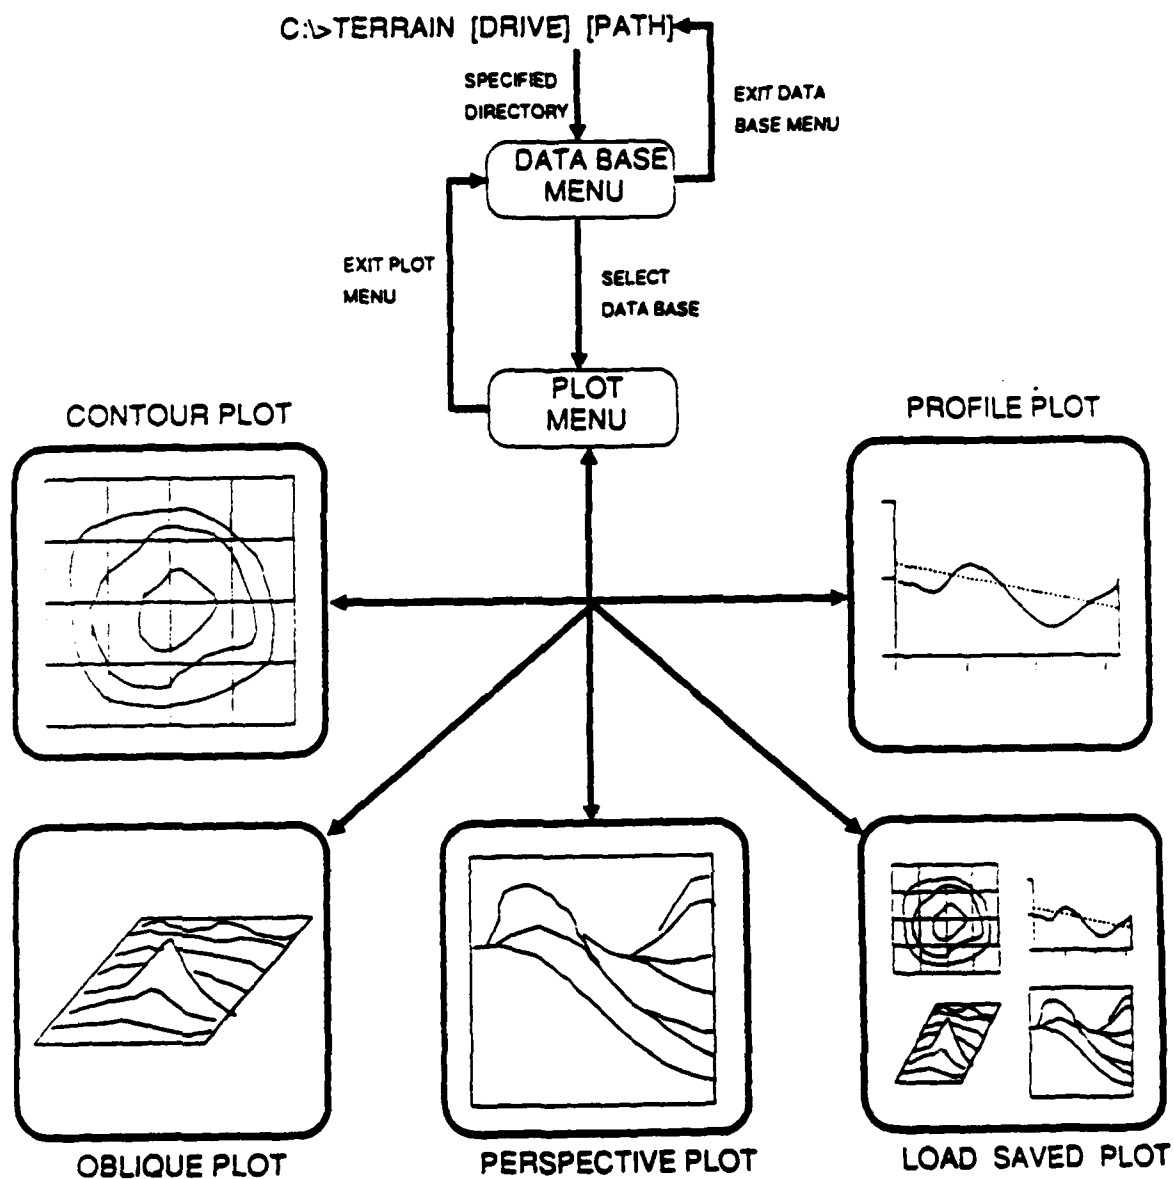 C:\>TERRAIN [DRIVE] [PATH]
SPECIFIED
DIRECTORY
EXIT DATA
BASE MENU
DATA BASE
MENU
EXIT PLOT
MENU
SELECT
DATA BASE
PLOT
MENU
CONTOUR PLOT
PROFILE PLOT
OBLIQUE PLOT
PERSPECTIVE PLOT
LOAD SAVED PLOT